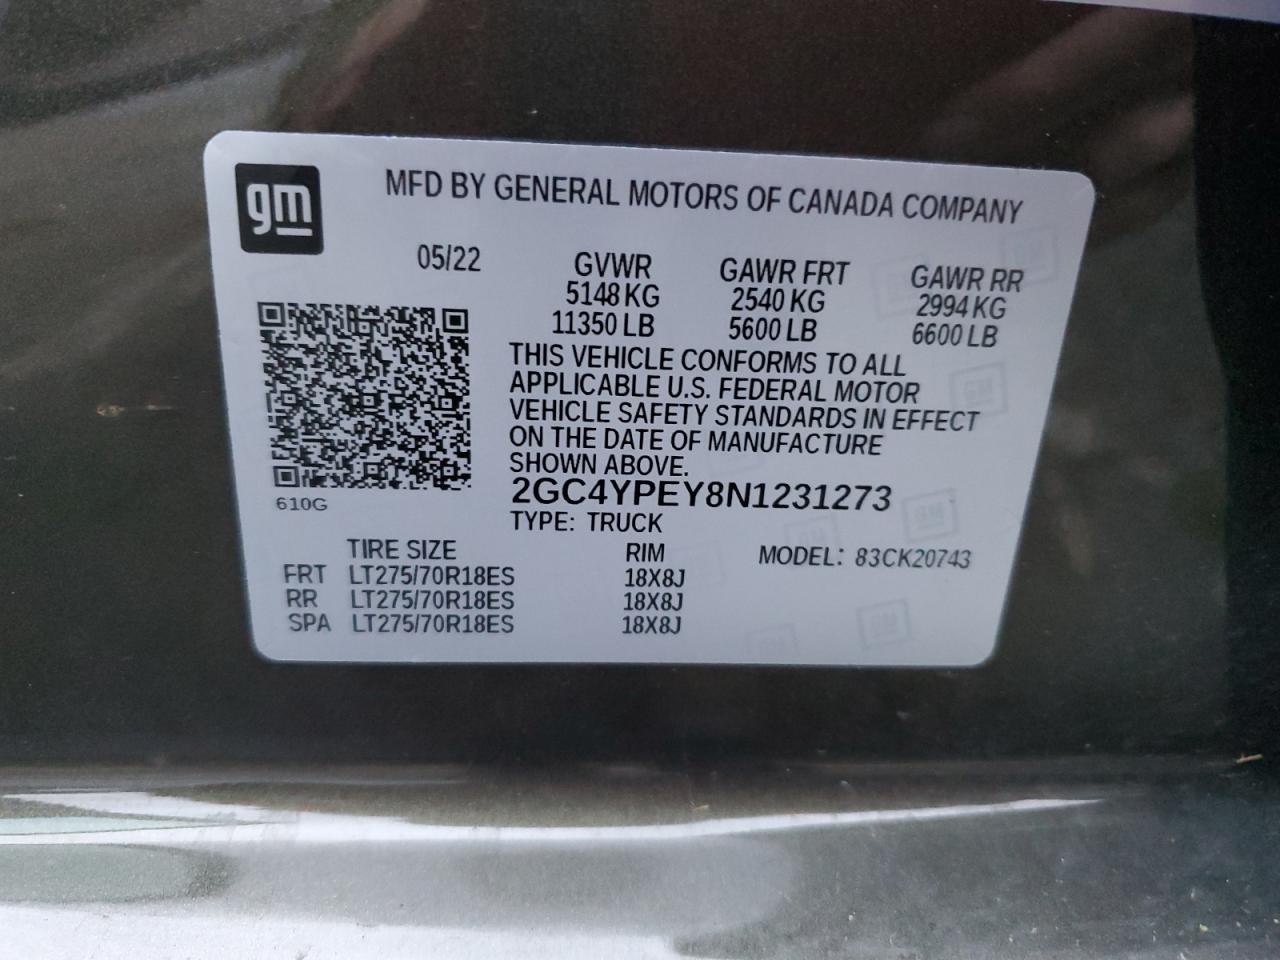 gm
MFD BY GENERAL MOTORS OF CANADA COMPANY
05/22 GVWR GAWR FRT GAWR RR
5148 KG 2540 KG 2994 KG
11350 LB 5600 LB 6600 LB
THIS VEHICLE CONFORMS TO ALL
APPLICABLE U.S. FEDERAL MOTOR
VEHICLE SAFETY STANDARDS IN EFFECT
ON THE DATE OF MANUFACTURE
SHOWN ABOVE.
2GC4YPEY8N1231273
610G
TYPE: TRUCK
TIRE SIZE RIM MODEL: 83CK20743
FRT LT275/70R18ES 18X8J
RR LT275/70R18ES 18X8J
SPA LT275/70R18ES 18X8J